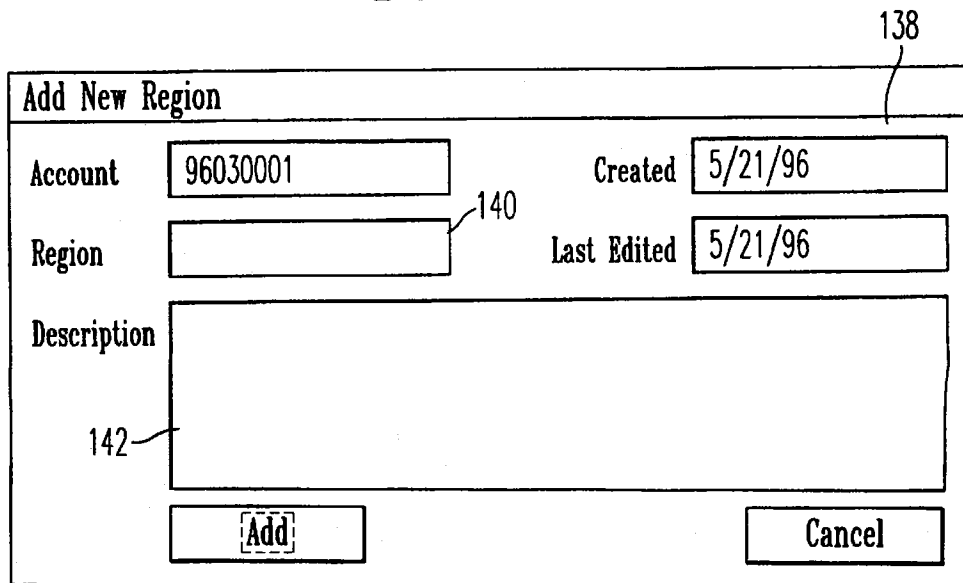 138
Add New Region
Account 96030001 Created 5/21/96
Region 140 Last Edited 5/21/96
Description
142
Add Cancel